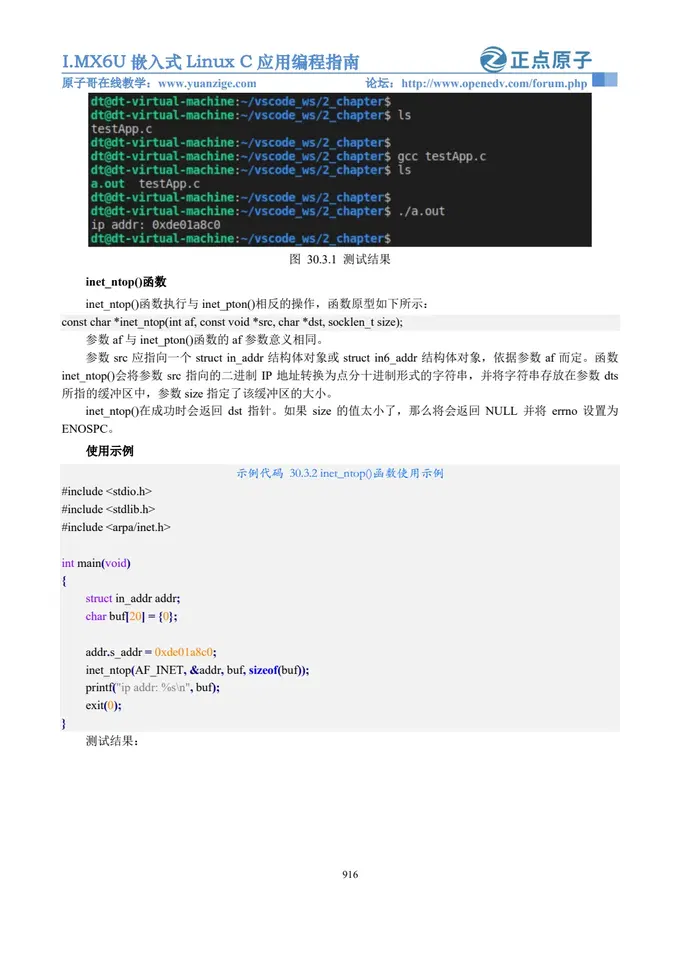 I.MX6U 嵌入式 Linux C 应用编程指南
正点原子
原子哥在线教学：www.yuanzige.com 论坛：http://www.openedv.com/forum.php
dt@dt-virtual-machine:~/vscode_ws/2_chapter$
dt@dt-virtual-machine:~/vscode_ws/2_chapter$ ls
testApp.c
dt@dt-virtual-machine:~/vscode_ws/2_chapter$
dt@dt-virtual-machine:~/vscode_ws/2_chapter$ gcc testApp.c
dt@dt-virtual-machine:~/vscode_ws/2_chapter$ ls
a.out testApp.c
dt@dt-virtual-machine:~/vscode_ws/2_chapter$
dt@dt-virtual-machine:~/vscode_ws/2_chapter$ ./a.out
ip addr: 0xde01a8c0
dt@dt-virtual-machine:~/vscode_ws/2_chapter$
图 30.3.1 测试结果
inet_ntop()函数
inet_ntop()函数执行与 inet_pton()相反的操作，函数原型如下所示：
const char *inet_ntop(int af, const void *src, char *dst, socklen_t size);
参数 af 与 inet_pton()函数的 af 参数意义相同。
参数 src 应指向一个 struct in_addr 结构体对象或 struct in6_addr 结构体对象，依据参数 af 而定。函数
inet_ntop()会将参数 src 指向的二进制 IP 地址转换为点分十进制形式的字符串，并将字符串存放在参数 dts
所指的缓冲区中，参数 size 指定了该缓冲区的大小。
inet_ntop()在成功时会返回 dst 指针。如果 size 的值太小了，那么将会返回 NULL 并将 errno 设置为
ENOSPC。
使用示例
示例代码 30.3.2 inet_ntop()函数使用示例
#include <stdio.h>
#include <stdlib.h>
#include <arpa/inet.h>
int main(void)
{
struct in_addr addr;
char buf[20] = {0};
addr.s_addr = 0xde01a8c0;
inet_ntop(AF_INET, &addr, buf, sizeof(buf));
printf("ip addr: %s\n", buf);
exit(0);
}
测试结果：
916